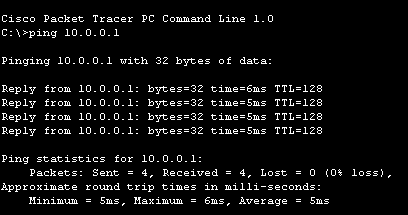 Cisco Packet Tracer PC Command Line 1.0
C:\>ping 10.0.0.1
Pinging 10.0.0.1 with 32 bytes of data:
Reply from 10.0.0.1: bytes=32 time=6ms TTL=128
Reply from 10.0.0.1: bytes=32 time=5ms TTL=128
Reply from 10.0.0.1: bytes=32 time=5ms TTL=128
Reply from 10.0.0.1: bytes=32 time=5ms TTL=128
Ping statistics for 10.0.0.1:
Packets: Sent = 4, Received = 4, Lost = 0 (0% loss),
Approximate round trip times in milli-seconds:
Minimum = 5ms, Maximum = 6ms, Average = 5ms